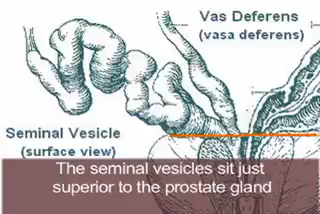 Vas Deferens
(vasa deferens)
Seminal Vesicle
(surface view)
The seminal vesicles sit just
superior to the prostate gland